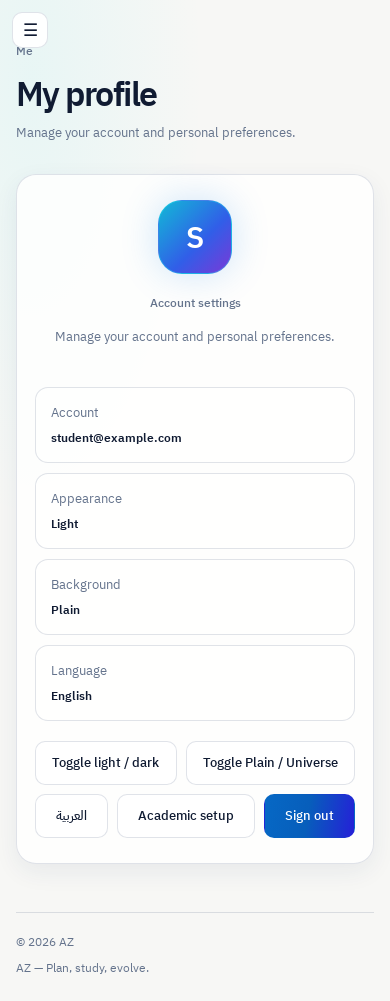 ☰
Me
My profile
Manage your account and personal preferences.
S
Account settings
Manage your account and personal preferences.
Account
student@example.com
Appearance
Light
Background
Plain
Language
English
Toggle light / dark
Toggle Plain / Universe
العربية
Academic setup
Sign out
© 2026 AZ
AZ — Plan, study, evolve.